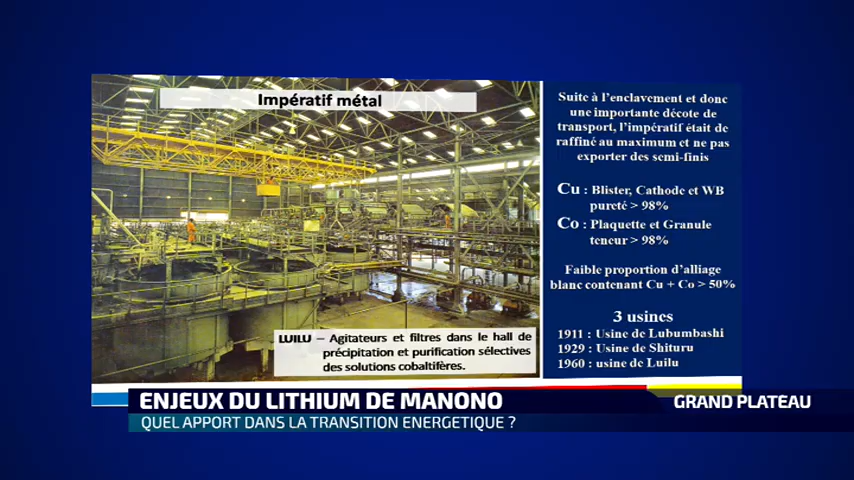 Impératif métal
LUILU – Agitateurs et filtres dans le hall de
précipitation et purification sélectives
des solutions cobaltifères.
Suite à l'enclavement et donc
une importante décote de
transport, l'impératif était de
raffiné au maximum et ne pas
exporter des semi-finis
Cu : Blister, Cathode et WB
pureté > 98%
Co : Plaquette et Granule
teneur > 98%
Faible proportion d'alliage
blanc contenant Cu + Co > 50%
3 usines
1911 : Usine de Lubumbashi
1929 : Usine de Shituru
1960 : usine de Luilu
ENJEUX DU LITHIUM DE MANONO
GRAND PLATEAU
QUEL APPORT DANS LA TRANSITION ENERGETIQUE ?